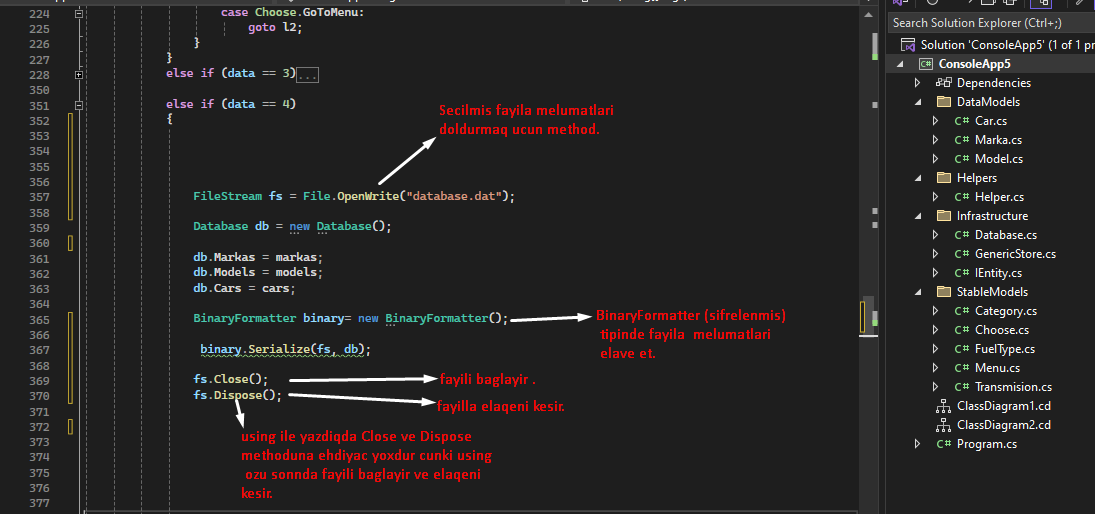 224 case Choose.GoToMenu:
225 goto l2;
226 }
227 }
228 else if (data == 3)...
350
351 else if (data == 4)
352 {
353
354
355
356
357 FileStream fs = File.OpenWrite("database.dat");
358
359 Database db = new Database();
360
361 db.Markas = markas;
362 db.Models = models;
363 db.Cars = cars;
364
365 BinaryFormatter binary= new BinaryFormatter();
366
367 binary.Serialize(fs, db);
368
369 fs.Close();
370 fs.Dispose();
371
372
373
374
375
376
377
Secilmis fayila melumatlari
doldurmaq ucun method.
BinaryFormatter (sifrelenmis)
tipinde faylla melumatlari
elave et.
fayili baglayir .
fayilla elaqeni kesir.
using ile yazdiqda Close ve Dispose
methoduna ehdiyac yoxdur cunki using
ozu sonnda fayili baglayir ve elaqeni
kesir.
Search Solution Explorer (Ctrl+;)
Solution 'ConsoleApp5' (1 of 1 pr
C# ConsoleApp5
Dependencies
DataModels
C# Car.cs
C# Marka.cs
C# Model.cs
Helpers
C# Helper.cs
Infrastructure
C# Database.cs
C# GenericStore.cs
C# IEntity.cs
StableModels
C# Category.cs
C# Choose.cs
C# FuelType.cs
C# Menu.cs
C# Transmision.cs
ClassDiagram1.cd
ClassDiagram2.cd
C# Program.cs